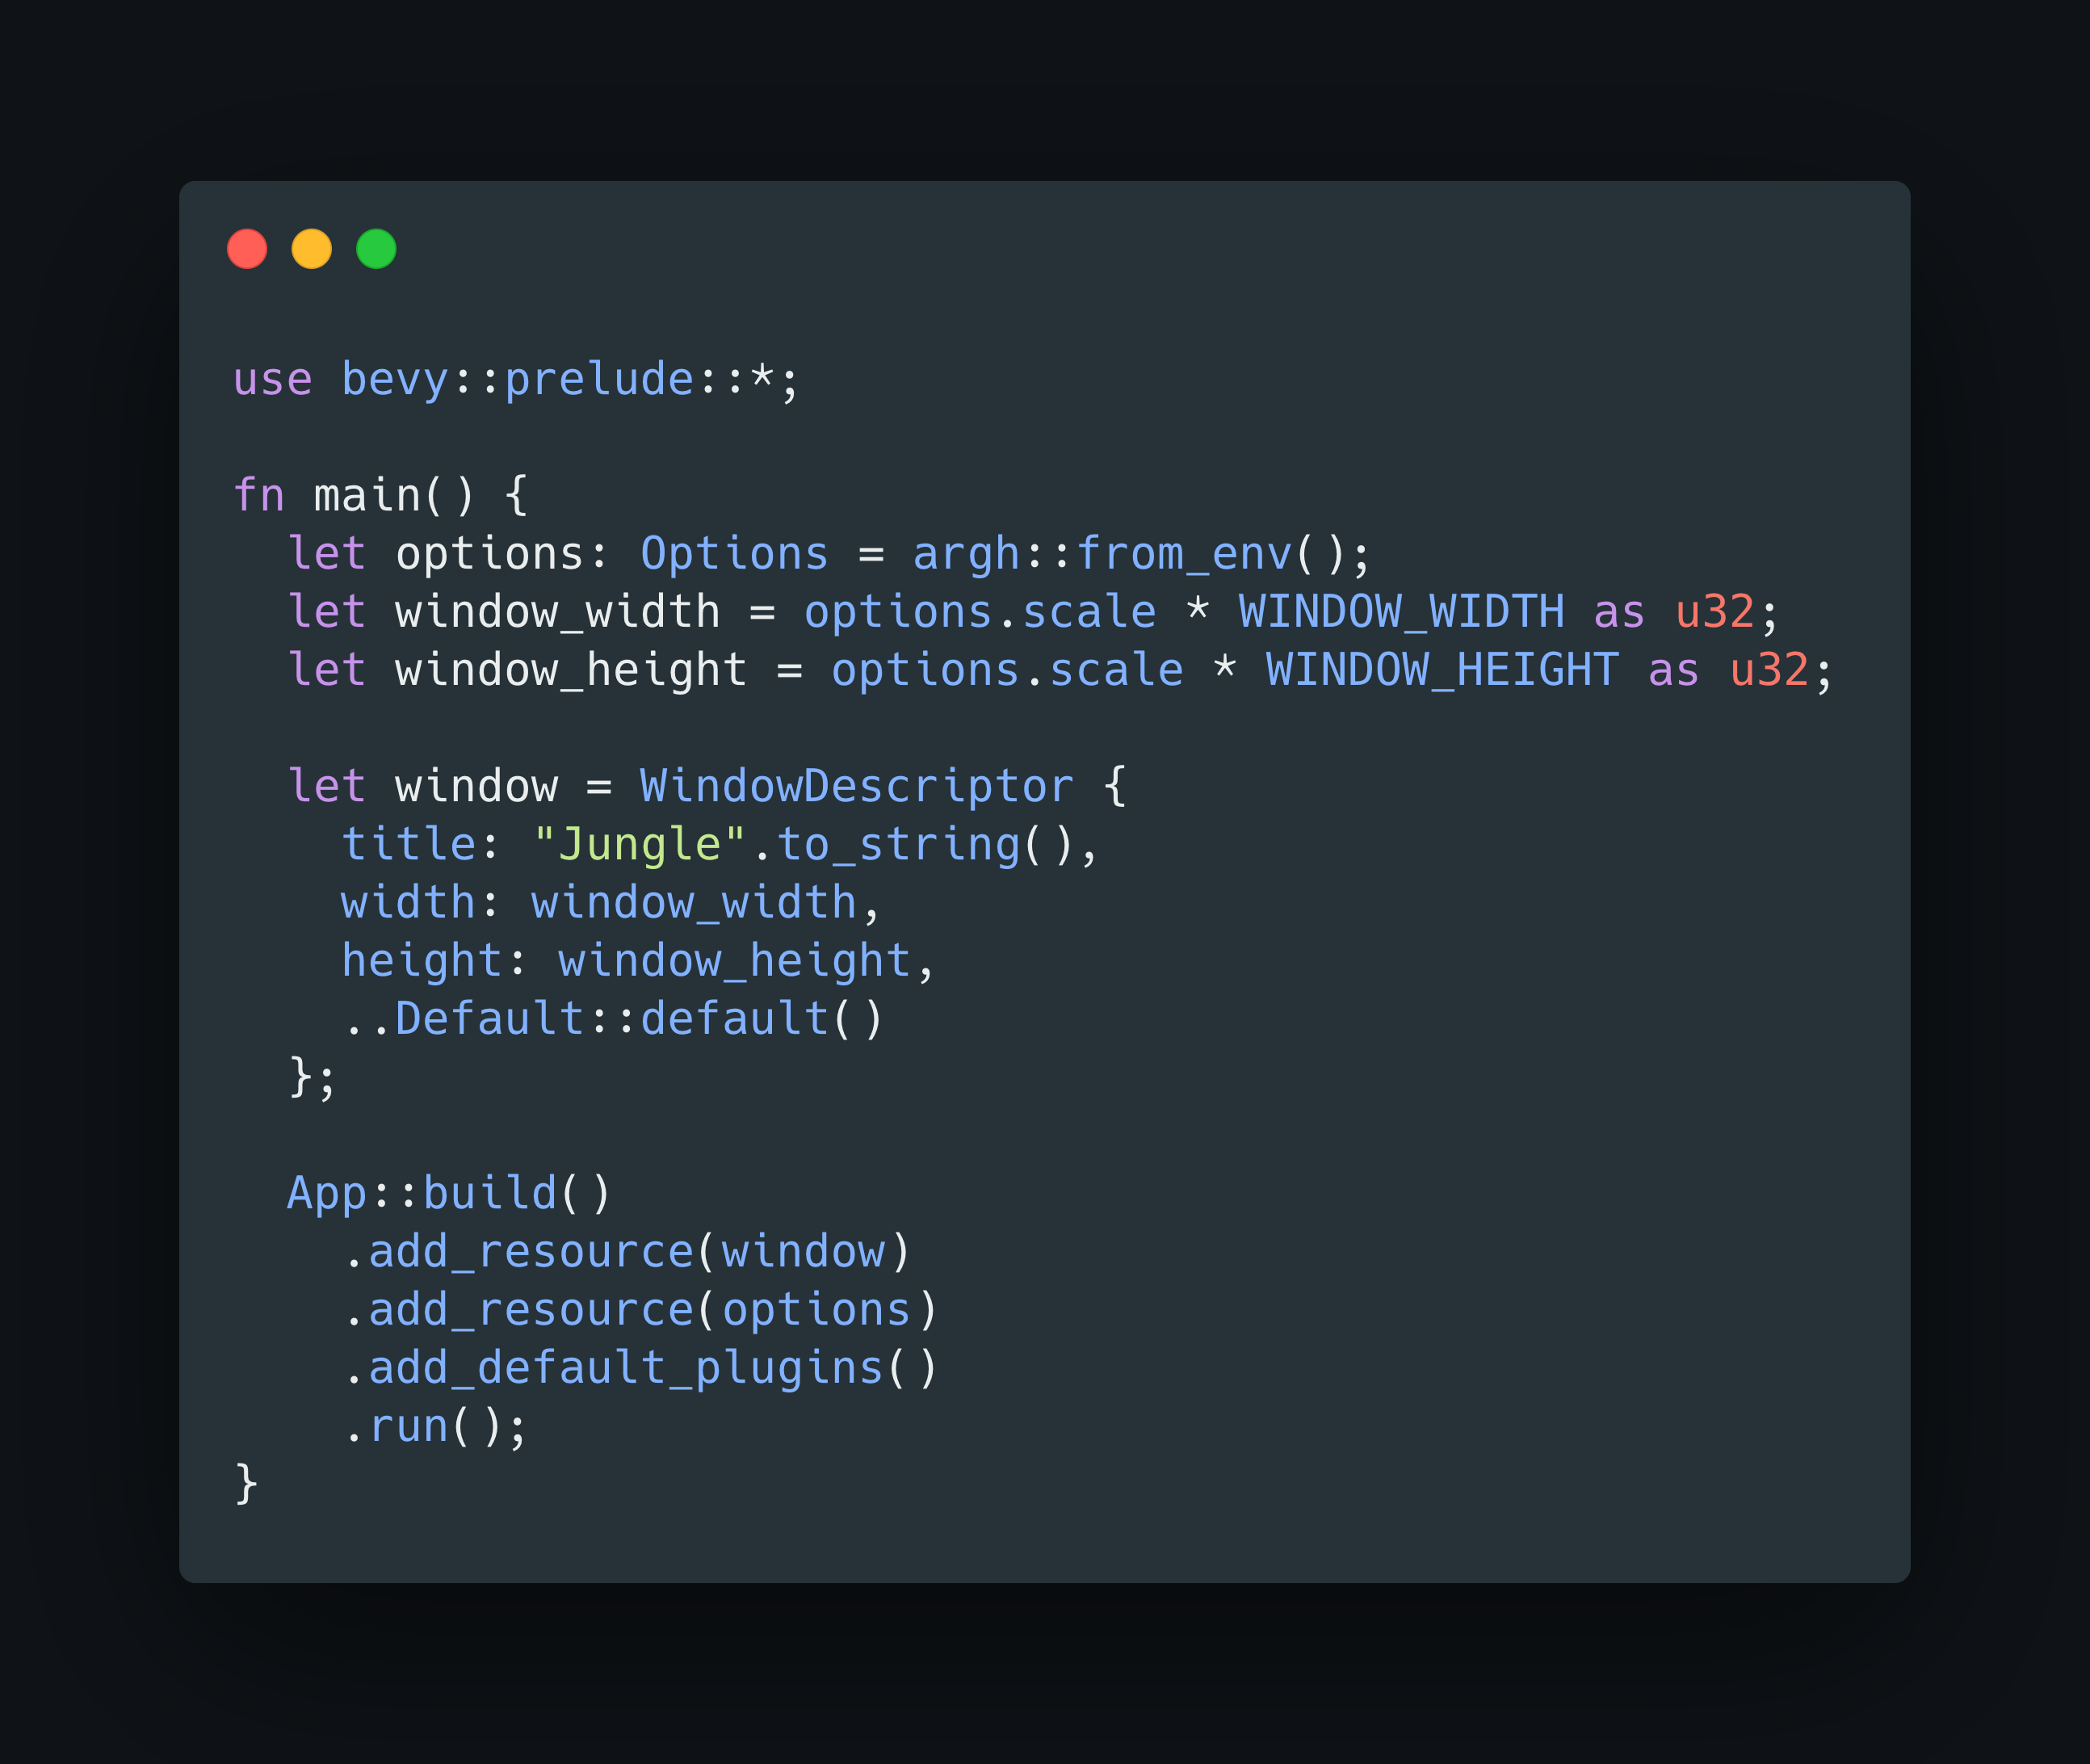 use bevy::prelude::*;

fn main() {
  let options: Options = argh::from_env();
  let window_width = options.scale * WINDOW_WIDTH as u32;
  let window_height = options.scale * WINDOW_HEIGHT as u32;

  let window = WindowDescriptor {
    title: "Jungle".to_string(),
    width: window_width,
    height: window_height,
    ..Default::default()
  };

  App::build()
    .add_resource(window)
    .add_resource(options)
    .add_default_plugins()
    .run();
}